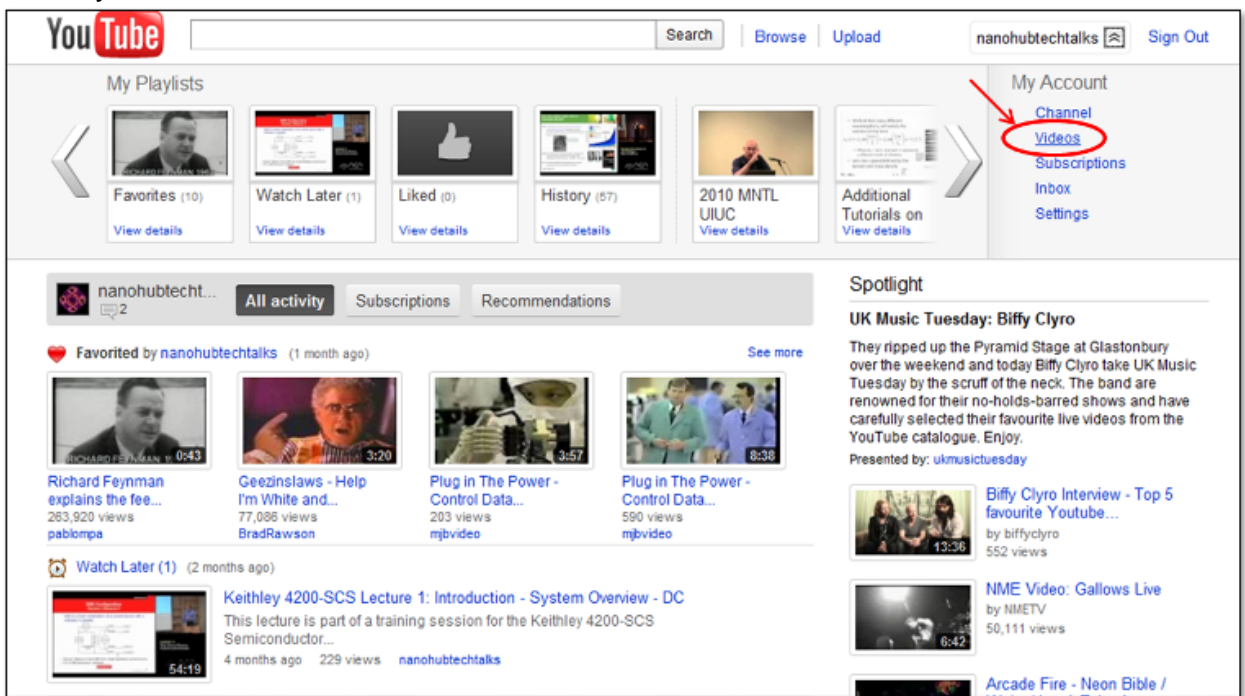 You Tube
Search
Browse
Upload
nanohubtechtalks
Sign Out
My Playlists
Favorites (10)
View details
Watch Later (1)
View details
Liked (0)
View details
History (57)
View details
2010 MNTL
UIUC
View details
Additional
Tutorials on
View details
My Account
Channel
Videos
Subscriptions
Inbox
Settings
nanohubtecht...
2
All activity
Subscriptions
Recommendations
Favorited by nanohubtechtalks (1 month ago)
See more
0:43
Richard Feynman
explains the fee...
263,920 views
pablompa
3:20
Geezinslaws - Help
I'm White and...
77,086 views
BradRawson
3:57
Plug in The Power -
Control Data...
203 views
mjbvideo
8:38
Plug in The Power -
Control Data...
590 views
mjbvideo
Watch Later (1) (2 months ago)
54:19
Keithley 4200-SCS Lecture 1: Introduction - System Overview - DC
This lecture is part of a training session for the Keithley 4200-SCS
Semiconductor...
4 months ago 229 views nanohubtechtalks
Spotlight
UK Music Tuesday: Biffy Clyro
They ripped up the Pyramid Stage at Glastonbury
over the weekend and today Biffy Clyro take UK Music
Tuesday by the scruff of the neck. The band are
renowned for their no-holds-barred shows and have
carefully selected their favourite live videos from the
YouTube catalogue. Enjoy.
Presented by: ukmusictuesday
13:36
Biffy Clyro Interview - Top 5
favourite Youtube...
by biffyclyro
552 views
6:42
NME Video: Gallows Live
by NMETV
50,111 views
Arcade Fire - Neon Bible /